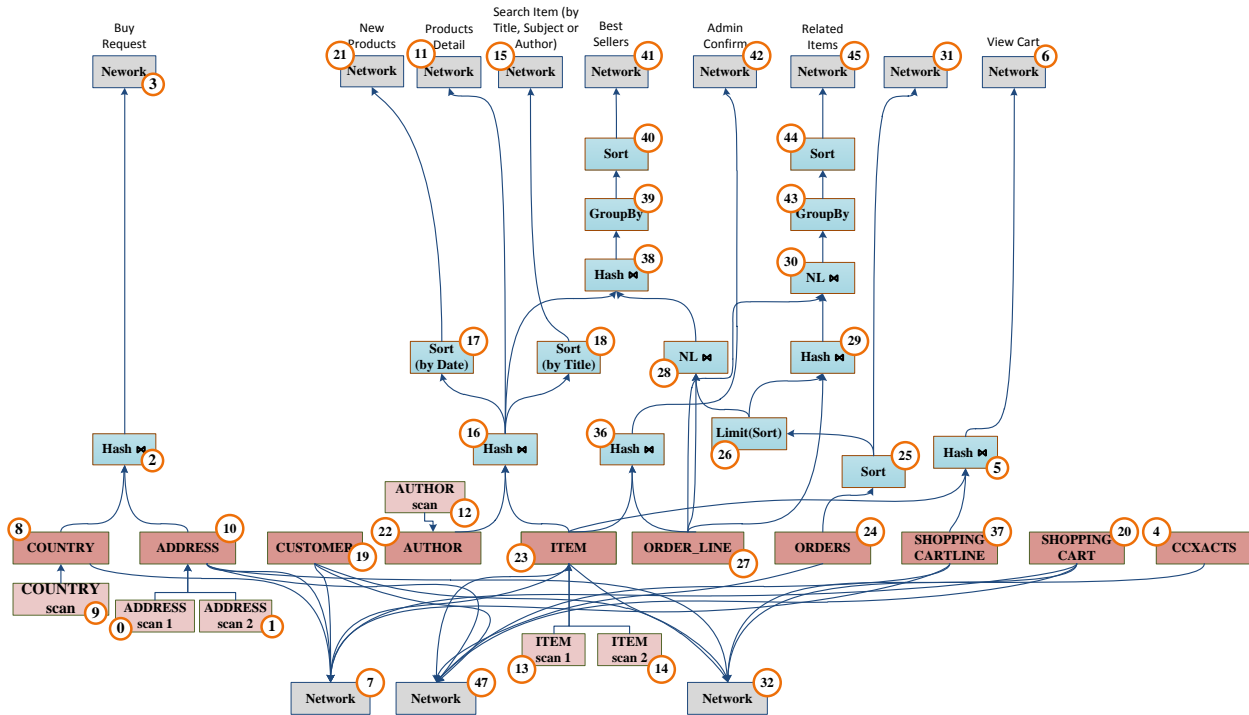 Buy
Request
New
Products
Products
Detail
Search Item (by
Title, Subject or
Author)
Best
Sellers
Admin
Confirm
Related
Items
View Cart
Nework
3
21
Network
11
Network
15
Network
41
Network
42
Network
45
Network
31
Network
6
Network
40
Sort
44
Sort
39
GroupBy
43
GroupBy
38
Hash ⋈
30
NL ⋈
17
Sort
(by Date)
18
Sort
(by Title)
NL ⋈
28
29
Hash ⋈
Hash ⋈
2
16
Hash ⋈
36
Hash ⋈
Limit(Sort)
26
25
Sort
Hash ⋈
5
AUTHOR
scan
12
8
COUNTRY
10
ADDRESS
CUSTOMER
19
22
AUTHOR
ITEM
23
ORDER_LINE
27
24
ORDERS
37
SHOPPING
CARTLINE
20
SHOPPING
CART
4
CCXACTS
COUNTRY
scan
9
ADDRESS
scan 1
0
ADDRESS
scan 2
1
ITEM
scan 1
13
ITEM
scan 2
14
7
Network
47
Network
32
Network